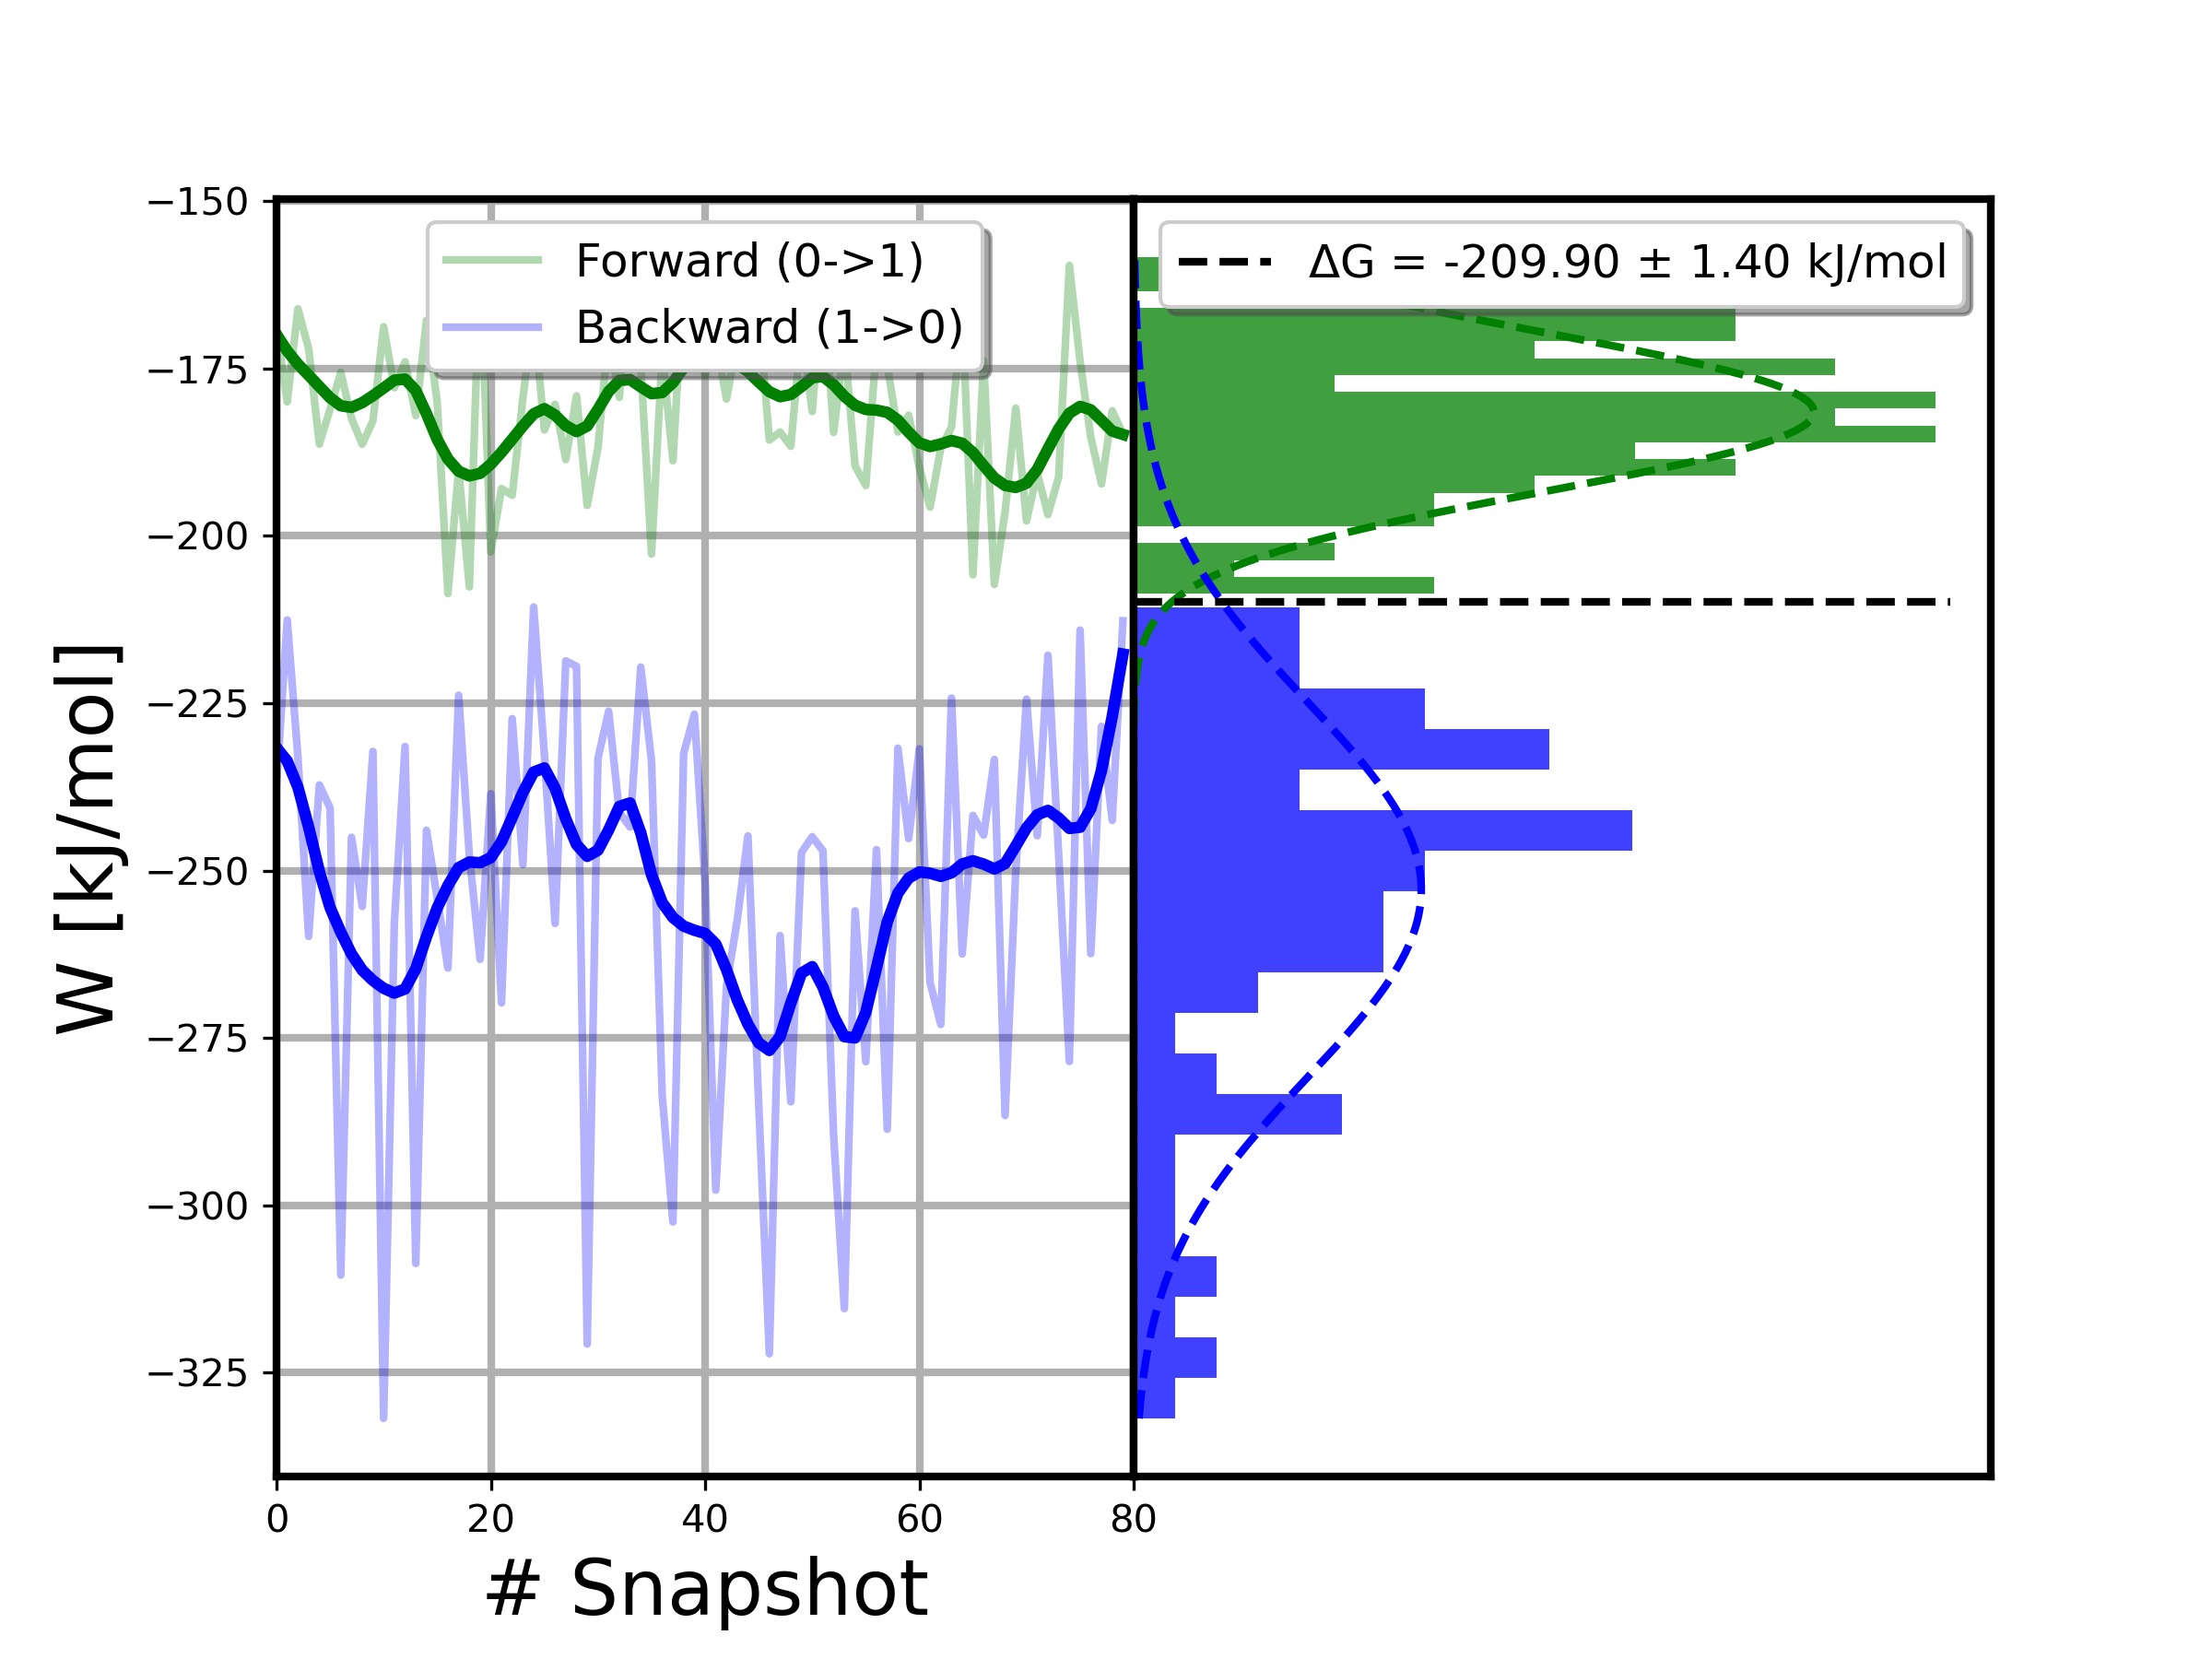 −150
−175
−200
−225
−250
−275
−300
−325
W [kJ/mol]
Forward (0->1)
Backward (1->0)
ΔG = -209.90 ± 1.40 kJ/mol
0 20 40 60 80
# Snapshot